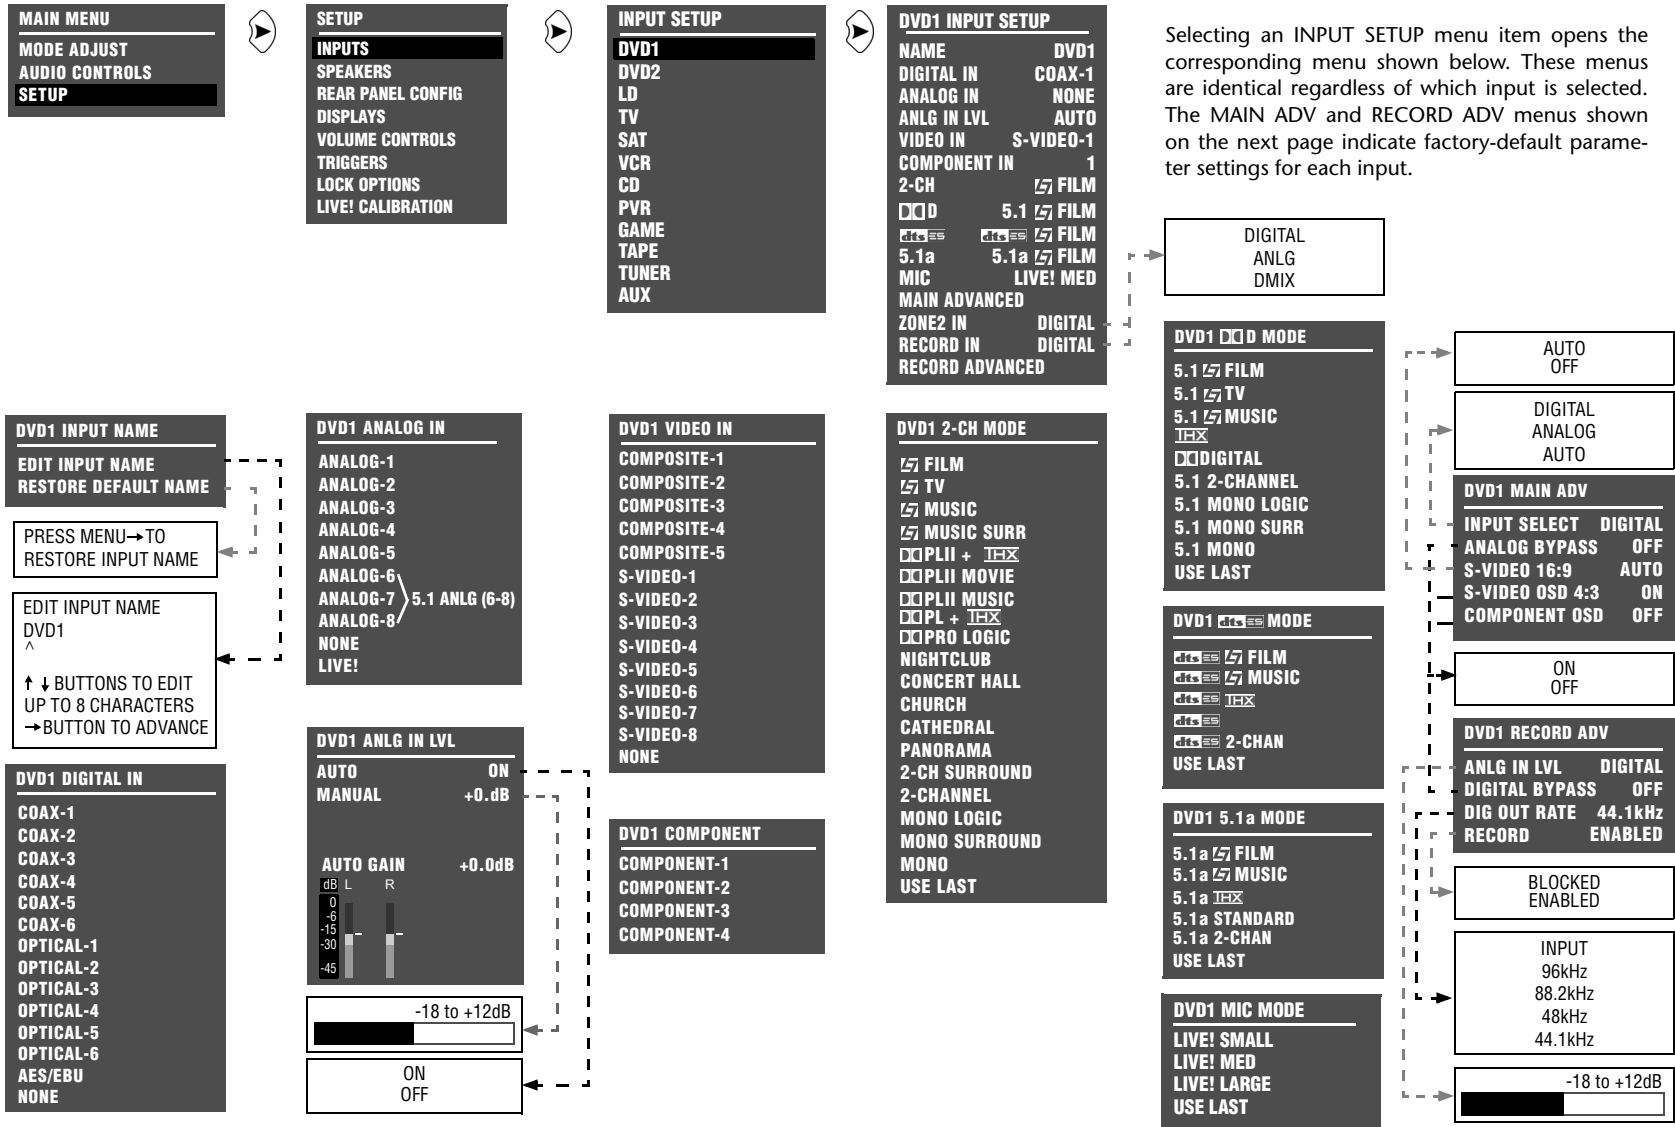 MAIN MENU
MODE ADJUST
AUDIO CONTROLS
SETUP
SETUP
INPUTS
SPEAKERS
REAR PANEL CONFIG
DISPLAYS
VOLUME CONTROLS
TRIGGERS
LOCK OPTIONS
LIVE! CALIBRATION
INPUT SETUP
DVD1
DVD2
LD
TV
SAT
VCR
CD
PVR
GAME
TAPE
TUNER
AUX
DVD1 INPUT SETUP
NAME DVD1
DIGITAL IN COAX-1
ANALOG IN NONE
ANLG IN LVL AUTO
VIDEO IN S-VIDEO-1
COMPONENT IN 1
2-CH FILM
D 5.1 FILM
dts ES dts ES FILM
5.1a 5.1a FILM
MIC LIVE! MED
MAIN ADVANCED
ZONE2 IN DIGITAL
RECORD IN DIGITAL
RECORD ADVANCED
Selecting an INPUT SETUP menu item opens the
corresponding menu shown below. These menus
are identical regardless of which input is selected.
The MAIN ADV and RECORD ADV menus shown
on the next page indicate factory-default parame-
ter settings for each input.
DIGITAL
ANLG
DMIX
DVD1 INPUT NAME
EDIT INPUT NAME
RESTORE DEFAULT NAME
PRESS MENU→TO
RESTORE INPUT NAME
EDIT INPUT NAME
DVD1
^
↑ ↓ BUTTONS TO EDIT
UP TO 8 CHARACTERS
→BUTTON TO ADVANCE
DVD1 DIGITAL IN
COAX-1
COAX-2
COAX-3
COAX-4
COAX-5
COAX-6
OPTICAL-1
OPTICAL-2
OPTICAL-3
OPTICAL-4
OPTICAL-5
OPTICAL-6
AES/EBU
NONE
DVD1 ANALOG IN
ANALOG-1
ANALOG-2
ANALOG-3
ANALOG-4
ANALOG-5
ANALOG-6
ANALOG-7 5.1 ANLG (6-8)
ANALOG-8
NONE
LIVE!
DVD1 ANLG IN LVL
AUTO ON
MANUAL +0.dB
AUTO GAIN +0.0dB
dB L R
0
-6
-15
-30
-45
-18 to +12dB
ON
OFF
DVD1 VIDEO IN
COMPOSITE-1
COMPOSITE-2
COMPOSITE-3
COMPOSITE-4
COMPOSITE-5
S-VIDEO-1
S-VIDEO-2
S-VIDEO-3
S-VIDEO-4
S-VIDEO-5
S-VIDEO-6
S-VIDEO-7
S-VIDEO-8
NONE
DVD1 COMPONENT
COMPONENT-1
COMPONENT-2
COMPONENT-3
COMPONENT-4
DVD1 2-CH MODE
FILM
TV
MUSIC
MUSIC SURR
PLII + THX
PLII MOVIE
PLII MUSIC
PL + THX
PRO LOGIC
NIGHTCLUB
CONCERT HALL
CHURCH
CATHEDRAL
PANORAMA
2-CH SURROUND
2-CHANNEL
MONO LOGIC
MONO SURROUND
MONO
USE LAST
DVD1 D MODE
5.1 FILM
5.1 TV
5.1 MUSIC
THX
DIGITAL
5.1 2-CHANNEL
5.1 MONO LOGIC
5.1 MONO SURR
5.1 MONO
USE LAST
DVD1 dts ES MODE
dts ES FILM
dts ES MUSIC
dts ES THX
dts ES
dts ES 2-CHAN
USE LAST
DVD1 5.1a MODE
5.1a FILM
5.1a MUSIC
5.1a THX
5.1a STANDARD
5.1a 2-CHAN
USE LAST
DVD1 MIC MODE
LIVE! SMALL
LIVE! MED
LIVE! LARGE
USE LAST
AUTO
OFF
DIGITAL
ANALOG
AUTO
DVD1 MAIN ADV
INPUT SELECT DIGITAL
ANALOG BYPASS OFF
S-VIDEO 16:9 AUTO
S-VIDEO OSD 4:3 ON
COMPONENT OSD OFF
ON
OFF
DVD1 RECORD ADV
ANLG IN LVL DIGITAL
DIGITAL BYPASS OFF
DIG OUT RATE 44.1kHz
RECORD ENABLED
BLOCKED
ENABLED
INPUT
96kHz
88.2kHz
48kHz
44.1kHz
-18 to +12dB